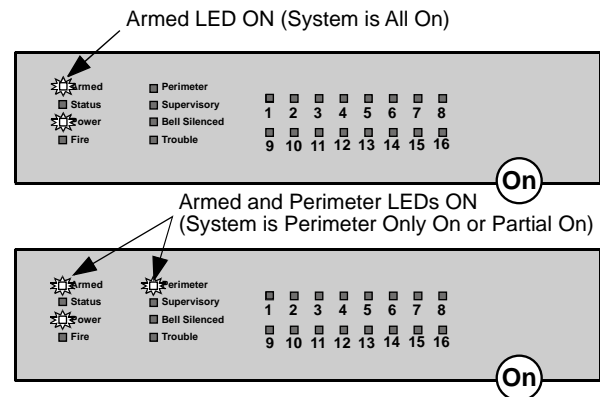 Armed LED ON (System is All On)
Armed Perimeter
Status Supervisory
1 2 3 4 5 6 7 8
Power Bell Silenced
Fire Trouble
9 10 11 12 13 14 15 16
On
Armed and Perimeter LEDs ON
(System is Perimeter Only On or Partial On)
Armed Perimeter
Status Supervisory
1 2 3 4 5 6 7 8
Power Bell Silenced
Fire Trouble
9 10 11 12 13 14 15 16
On